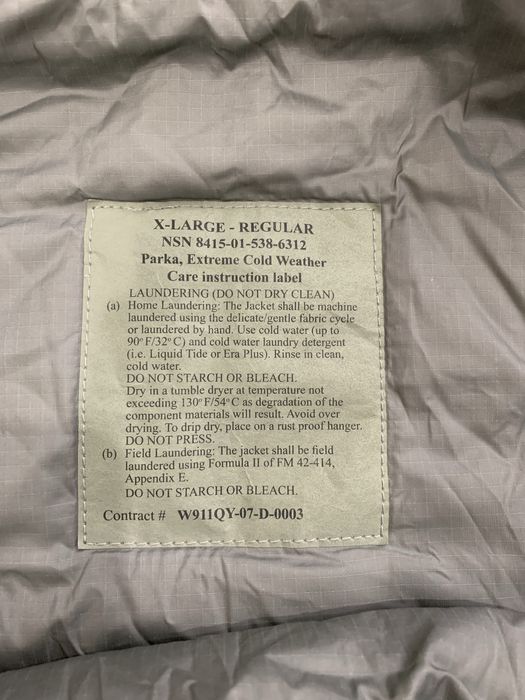 X-LARGE - REGULAR
NSN 8415-01-538-6312
Parka, Extreme Cold Weather
Care instruction label
LAUNDERING (DO NOT DRY CLEAN)
(a) Home Laundering: The Jacket shall be machine
laundered using the delicate/gentle fabric cycle
or laundered by hand. Use cold water (up to
90°F/32°C) and cold water laundry detergent
(i.e. Liquid Tide or Era Plus). Rinse in clean,
cold water.
DO NOT STARCH OR BLEACH.
Dry in a tumble dryer at temperature not
exceeding 130°F/54°C as degradation of the
component materials will result. Avoid over
drying. To drip dry, place on a rust proof hanger.
DO NOT PRESS.
(b) Field Laundering: The jacket shall be field
laundered using Formula II of FM 42-414,
Appendix E.
DO NOT STARCH OR BLEACH.
Contract # W911QY-07-D-0003